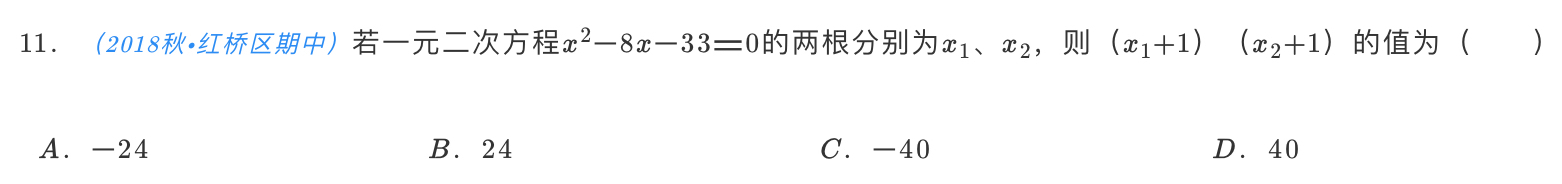 11. （2018秋•红桥区期中）若一元二次方程x²−8x−33=0的两根分别为x₁、x₂，则（x₁+1）（x₂+1）的值为（　　）
A. −24 B. 24 C. −40 D. 40